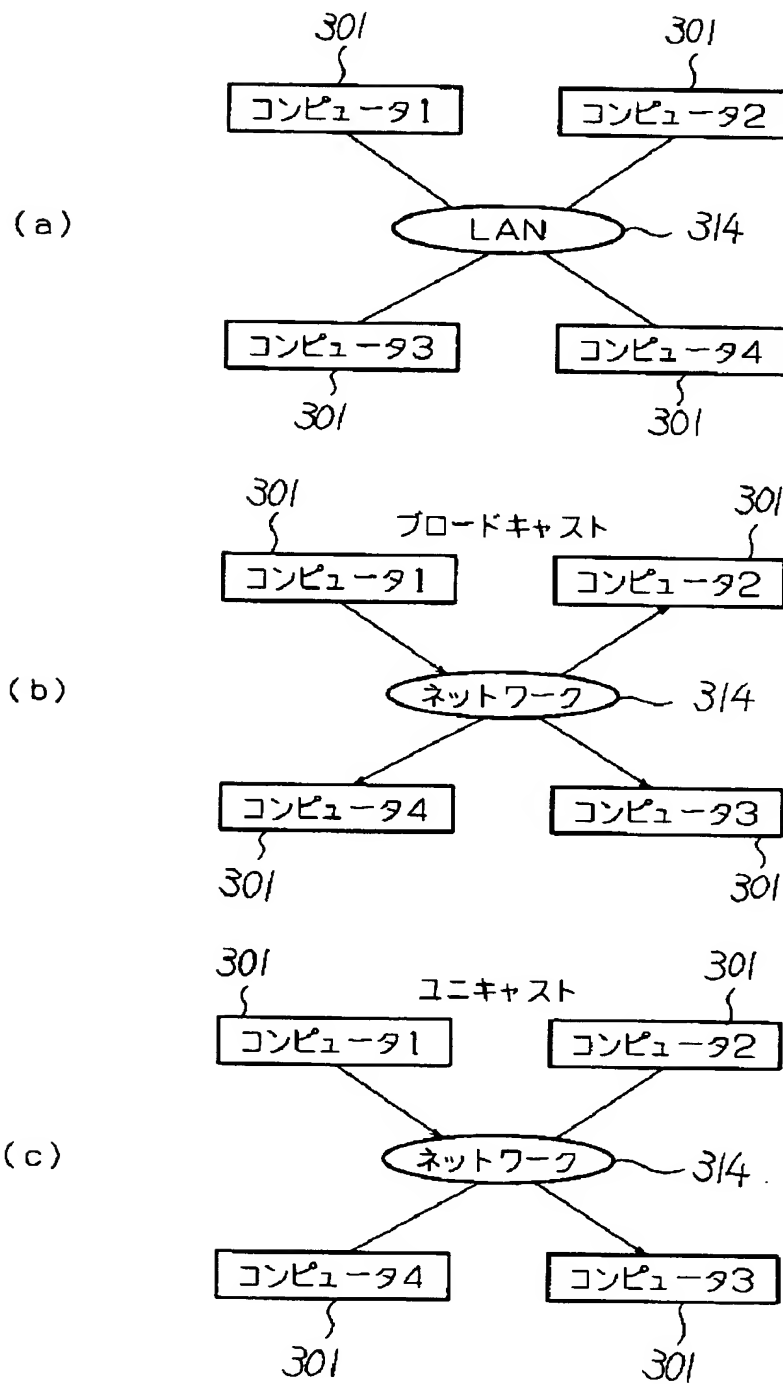 301 301
コンピュータ1 コンピュータ2
(a) LAN 314
コンピュータ3 コンピュータ4
301 301
301 ブロードキャスト 301
コンピュータ1 コンピュータ2
(b) ネットワーク 314
コンピュータ4 コンピュータ3
301 301
301 ユニキャスト 301
コンピュータ1 コンピュータ2
(c) ネットワーク 314
コンピュータ4 コンピュータ3
301 301